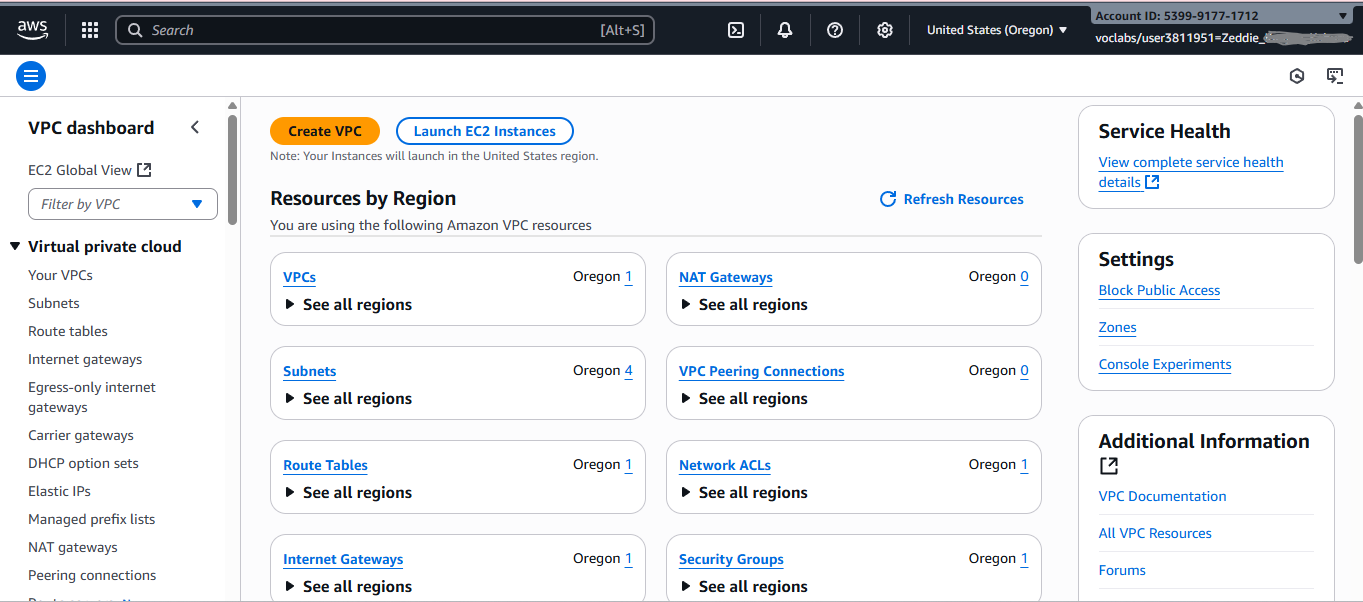 aws
Search [Alt+S]
United States (Oregon)
Account ID: 5399-9177-1712
voclabs/user3811951=Zeddie_
VPC dashboard
EC2 Global View
Filter by VPC
Virtual private cloud
Your VPCs
Subnets
Route tables
Internet gateways
Egress-only internet
gateways
Carrier gateways
DHCP option sets
Elastic IPs
Managed prefix lists
NAT gateways
Peering connections
Create VPC
Launch EC2 Instances
Note: Your Instances will launch in the United States region.
Resources by Region
Refresh Resources
You are using the following Amazon VPC resources
VPCs Oregon 1
See all regions
NAT Gateways Oregon 0
See all regions
Subnets Oregon 4
See all regions
VPC Peering Connections Oregon 0
See all regions
Route Tables Oregon 1
See all regions
Network ACLs Oregon 1
See all regions
Internet Gateways Oregon 1
See all regions
Security Groups Oregon 1
See all regions
Service Health
View complete service health
details
Settings
Block Public Access
Zones
Console Experiments
Additional Information
VPC Documentation
All VPC Resources
Forums